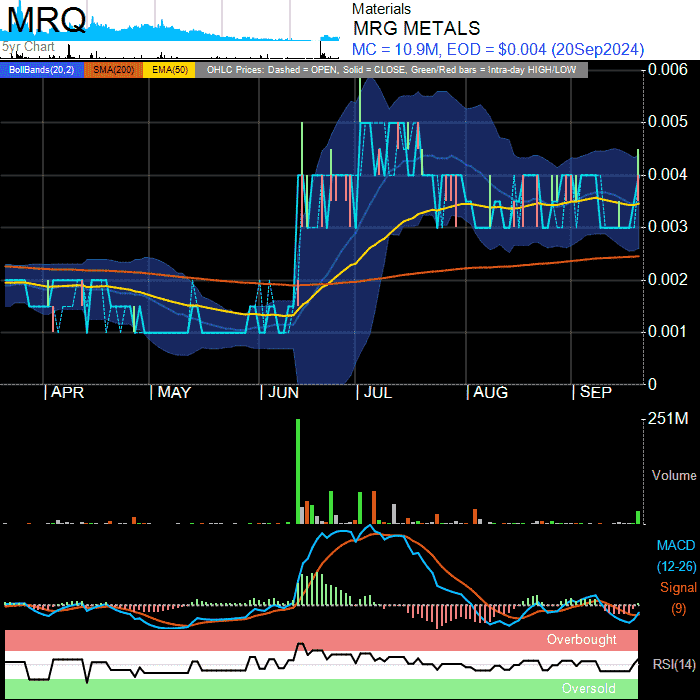 MRQ
5yr Chart
Materials
MRG METALS
MC = 10.9M, EOD = $0.004 (20Sep2024)
BollBands(20,2) SMA(200) EMA(50) OHLC Prices: Dashed = OPEN, Solid = CLOSE, Green/Red bars = Intra-day HIGH/LOW
0.006
0.005
0.004
0.003
0.002
0.001
0
| APR | MAY | JUN | JUL | AUG | SEP
251M
Volume
MACD
(12-26)
Signal
(9)
Overbought
RSI(14)
Oversold